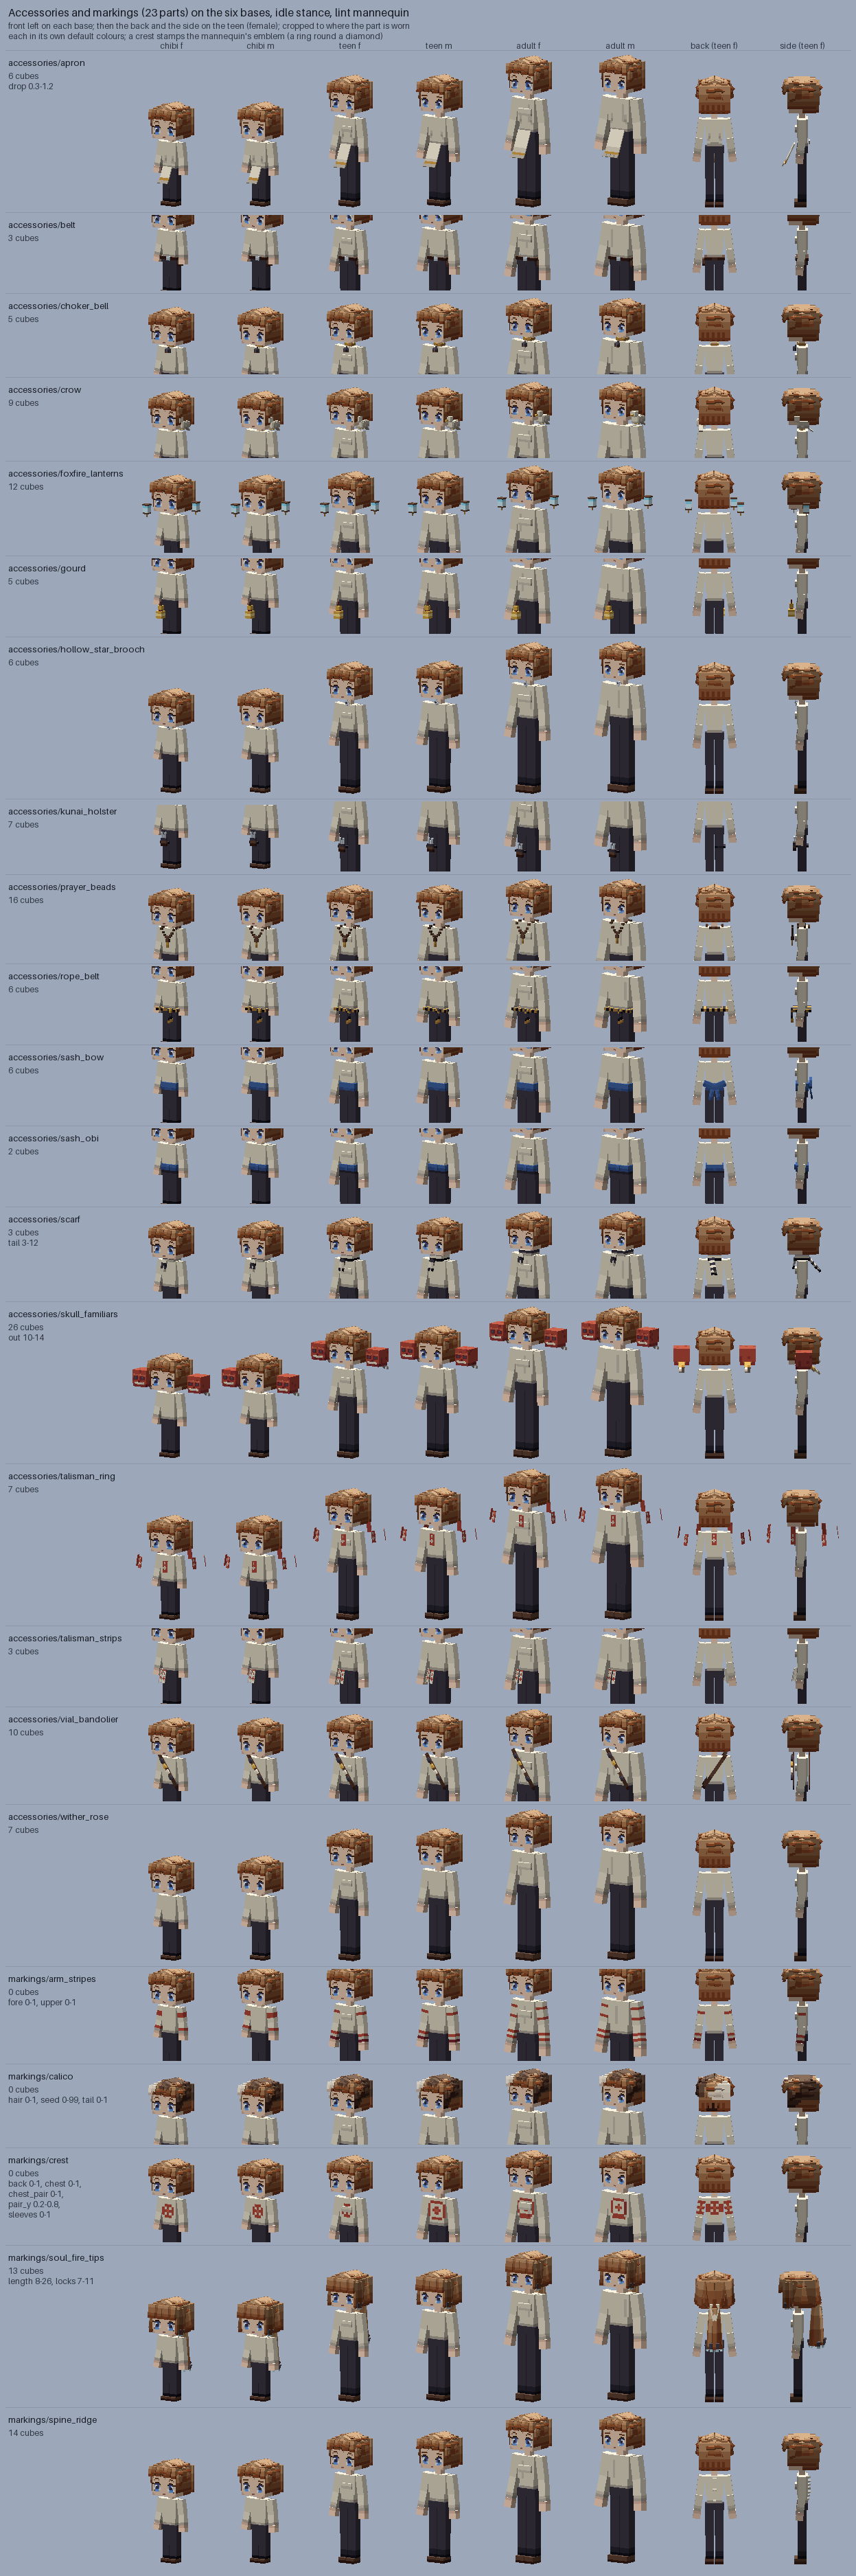 Accessories and markings (23 parts) on the six bases, idle stance, lint mannequin
front left on each base; then the back and the side on the teen (female); cropped to where the part is worn
each in its own default colours; a crest stamps the mannequin's emblem (a ring round a diamond)
chibi f chibi m teen f teen m adult f adult m back (teen f) side (teen f)
accessories/apron
6 cubes
drop 0.3-1.2
accessories/belt
3 cubes
accessories/choker_bell
5 cubes
accessories/crow
9 cubes
accessories/foxfire_lanterns
12 cubes
accessories/gourd
5 cubes
accessories/hollow_star_brooch
6 cubes
accessories/kunai_holster
7 cubes
accessories/prayer_beads
16 cubes
accessories/rope_belt
6 cubes
accessories/sash_bow
6 cubes
accessories/sash_obi
2 cubes
accessories/scarf
3 cubes
tail 3-12
accessories/skull_familiars
26 cubes
out 10-14
accessories/talisman_ring
7 cubes
accessories/talisman_strips
3 cubes
accessories/vial_bandolier
10 cubes
accessories/wither_rose
7 cubes
markings/arm_stripes
0 cubes
fore 0-1, upper 0-1
markings/calico
0 cubes
hair 0-1, seed 0-99, tail 0-1
markings/crest
0 cubes
back 0-1, chest 0-1,
chest_pair 0-1,
pair_y 0.2-0.8,
sleeves 0-1
markings/soul_fire_tips
13 cubes
length 8-26, locks 7-11
markings/spine_ridge
14 cubes